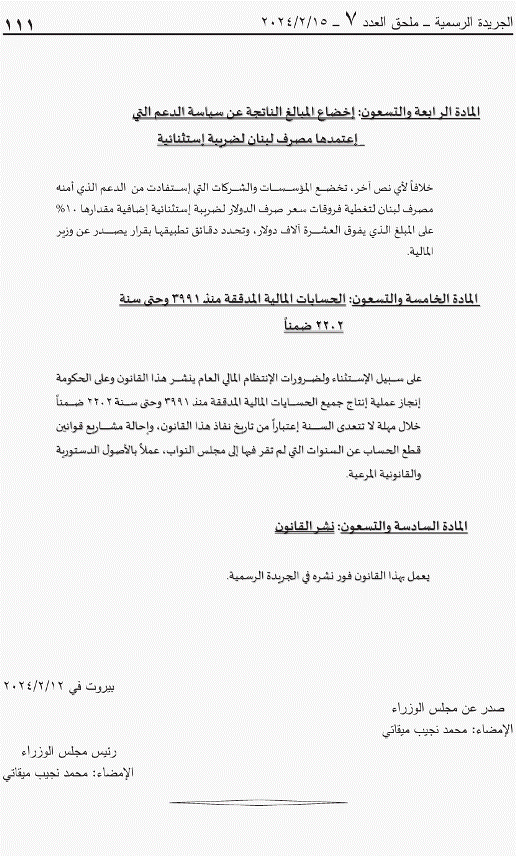 الجريدة الرسمية ـ ملحق العدد ٧ ـ ٢٠٢٤/٢/١٥ ١١١
المادة الرابعة والتسعون: إخضاع المبالغ الناتجة عن سياسة الدعم التي
إعتمدها مصرف لبنان لضريبة إستثنائية
خلافاً لأي نص آخر، تخضع المؤسسات والشركات التي إستفادت من الدعم الذي أمنه
مصرف لبنان لتغطية فروقات سعر صرف الدولار لضريبة إستثنائية إضافية مقدارها ١٠%
على المبلغ الذي يفوق العشرة آلاف دولار، وتحدد دقائق تطبيقها بقرار يصدر عن وزير
المالية.
المادة الخامسة والتسعون: الحسابات المالية المدققة منذ ٣٩٩١ وحتى سنة
٢٢٠٢ ضمناً
على سبيل الإستثناء ولضرورات الإنتظام المالي العام ينشر هذا القانون وعلى الحكومة
إنجاز عملية إنتاج جميع الحسابات المالية المدققة منذ ٣٩٩١ وحتى سنة ٢٢٠٢ ضمناً
خلال مهلة لا تتعدى السنة إعتباراً من تاريخ نفاذ هذا القانون، وإحالة مشاريع قوانين
قطع الحساب عن السنوات التي لم تقر فيها إلى مجلس النواب، عملاً بالأصول الدستورية
والقانونية المرعية.
المادة السادسة والتسعون: نشر القانون
يعمل بهذا القانون فور نشره في الجريدة الرسمية.
بيروت في ٢٠٢٤/٢/١٢
صدر عن مجلس الوزراء
الإمضاء: محمد نجيب ميقاتي
رئيس مجلس الوزراء
الإمضاء: محمد نجيب ميقاتي